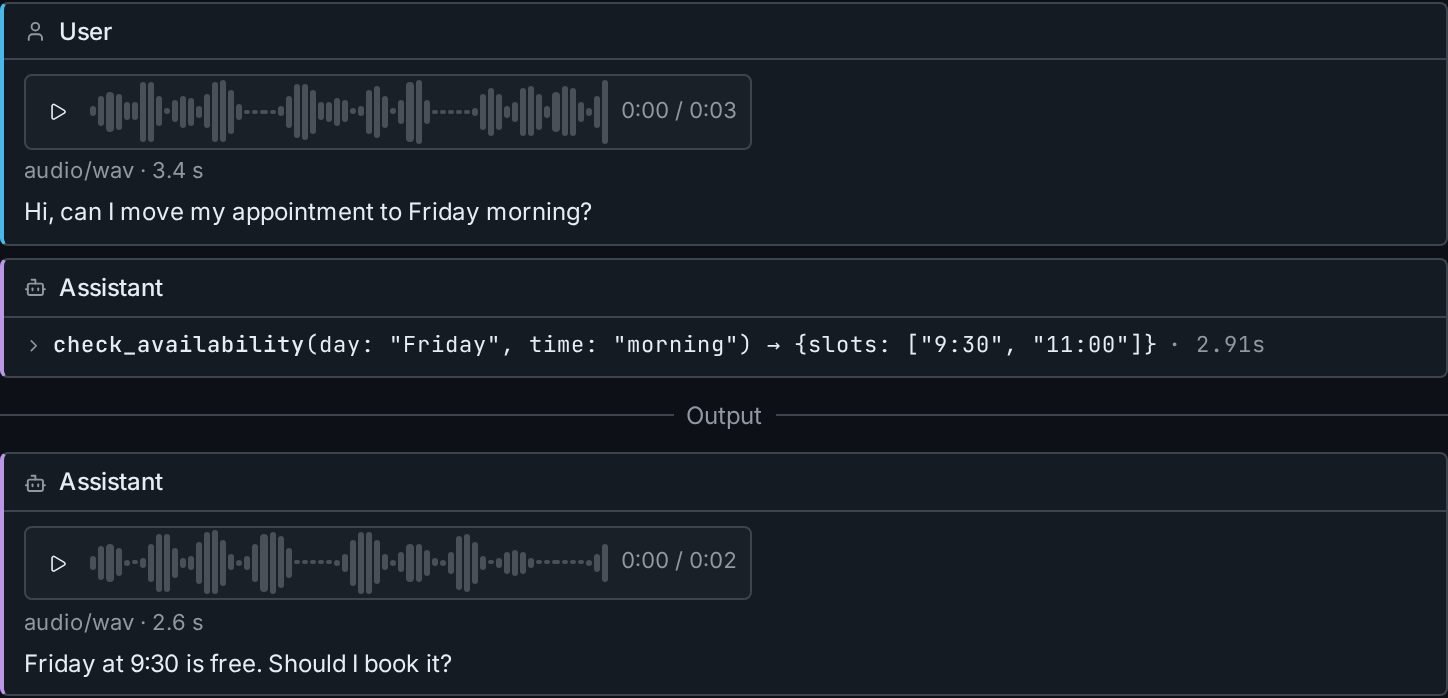 User
0:00 / 0:03
audio/wav · 3.4 s
Hi, can I move my appointment to Friday morning?
Assistant
check_availability(day: "Friday", time: "morning") → {slots: ["9:30", "11:00"]} · 2.91s
Output
Assistant
0:00 / 0:02
audio/wav · 2.6 s
Friday at 9:30 is free. Should I book it?